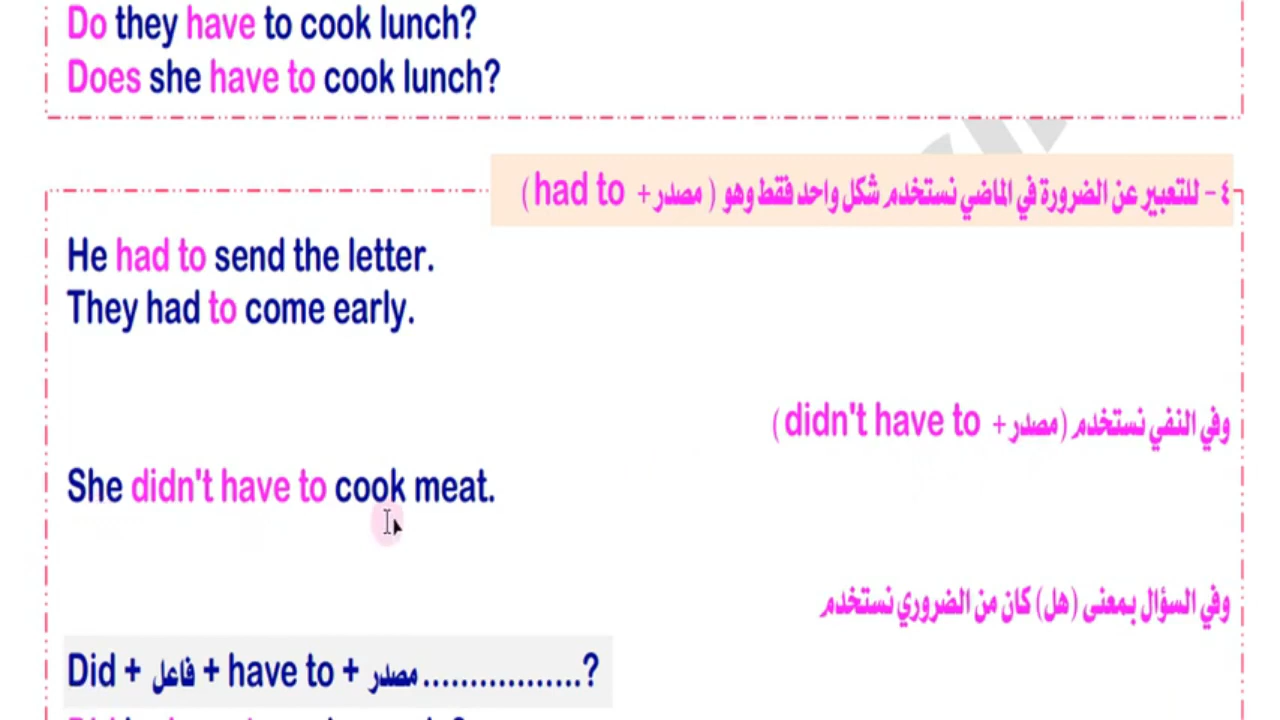 Do they have to cook lunch?
Does she have to cook lunch?
٤ - للتعبير عن الضرورة في الماضي نستخدم شكل واحد فقط وهو ( مصدر + had to )
He had to send the letter.
They had to come early.
وفي النفي نستخدم (مصدر + didn't have to )
She didn't have to cook meat.
وفي السؤال بمعنى (هل) كان من الضروري نستخدم
Did + فاعل + have to + مصدر .................?